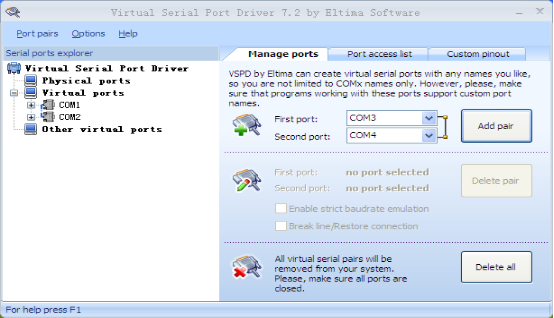 Virtual Serial Port Driver 7.2 by Eltima Software
Port pairs Options Help
Serial ports explorer
Virtual Serial Port Driver
Physical ports
Virtual ports
COM1
COM2
Other virtual ports
Manage ports Port access list Custom pinout
VSPD by Eltima can create virtual serial ports with any names you like,
so you are not limited to COMx names only. However, please, make
sure that programs working with these ports support custom port
names.
First port: COM3
Second port: COM4
Add pair
First port: no port selected
Second port: no port selected
Delete pair
Enable strict baudrate emulation
Break line/Restore connection
All virtual serial pairs will be
removed from your system.
Please, make sure all ports are
closed.
Delete all
For help press F1